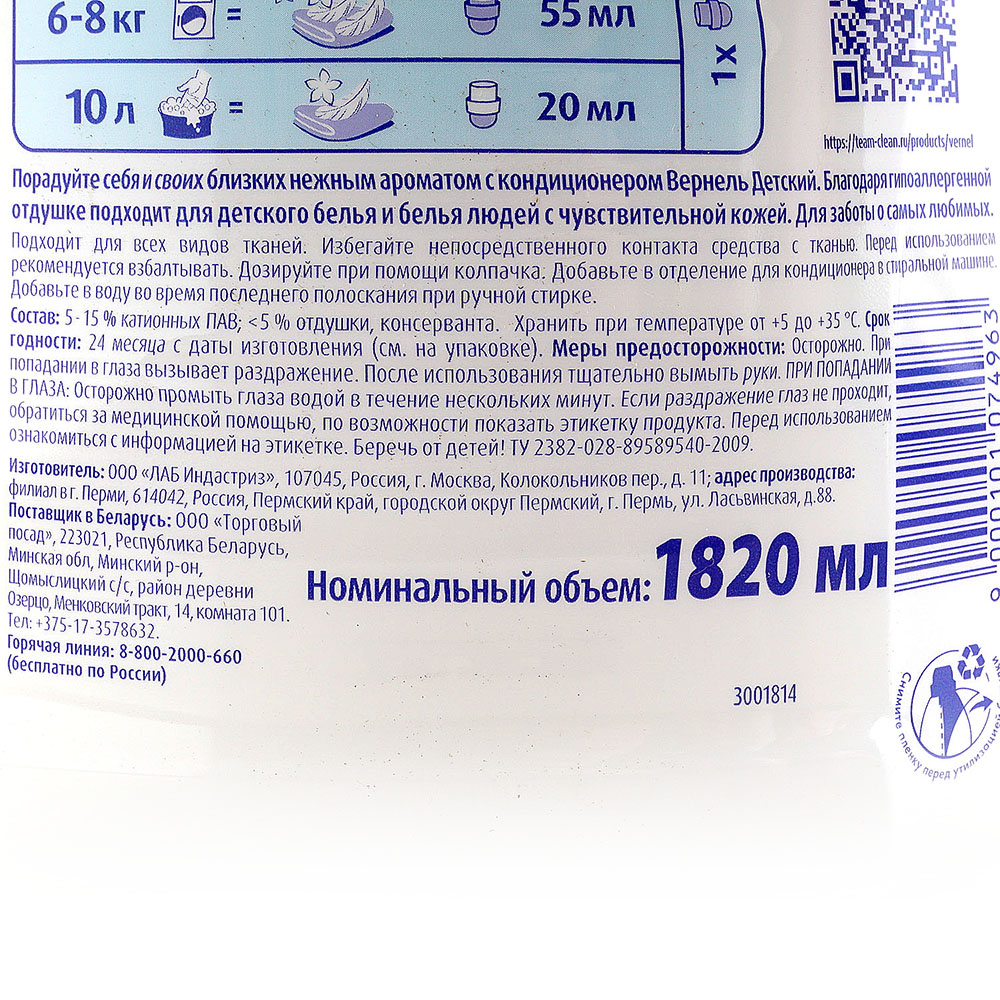 6-8 кг = 55 мл
1x
10 л = 20 мл
https://team-clean.ru/products/vernel
Порадуйте себя и своих близких нежным ароматом с кондиционером Вернель Детский. Благодаря гипоаллергенной
отдушке подходит для детского белья и белья людей с чувствительной кожей. Для заботы о самых любимых.
Подходит для всех видов тканей. Избегайте непосредственного контакта средства с тканью. Перед использованием
рекомендуется взбалтывать. Дозируйте при помощи колпачка. Добавьте в отделение для кондиционера в стиральной машине.
Добавьте в воду во время последнего полоскания при ручной стирке.
Состав: 5-15 % катионных ПАВ; <5 % отдушки, консерванта. Хранить при температуре от +5 до +35 °С. Срок
годности: 24 месяца с даты изготовления (см. на упаковке). Меры предосторожности: Осторожно. При
попадании в глаза вызывает раздражение. После использования тщательно вымыть руки. ПРИ ПОПАДАНИИ
В ГЛАЗА: Осторожно промыть глаза водой в течение нескольких минут. Если раздражение глаз не проходит,
обратиться за медицинской помощью, по возможности показать этикетку продукта. Перед использованием
ознакомиться с информацией на этикетке. Беречь от детей! ТУ 2382-028-89589540-2009.
Изготовитель: ООО «ЛАБ Индастриз», 107045, Россия, г. Москва, Колокольников пер., д. 11; адрес производства:
филиал в г. Перми, 614042, Россия, Пермский край, городской округ Пермский, г. Пермь, ул. Ласьвинская, д.88.
Поставщик в Беларусь: ООО «Торговый
посад», 223021, Республика Беларусь,
Минская обл, Минский р-он,
Щомыслицкий с/с, район деревни
Озерцо, Менковский тракт, 14, комната 101.
Тел: +375-17-3578632.
Горячая линия: 8-800-2000-660
(бесплатно по России)
Номинальный объем: 1820 мл
3001814
9 000101 074963
Снимите пленку перед утилизацией